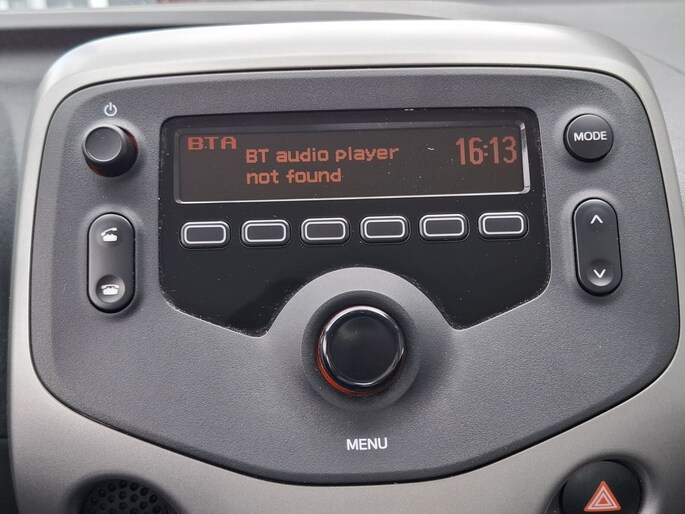 BTA
BT audio player
not found
16:13
MODE
MENU